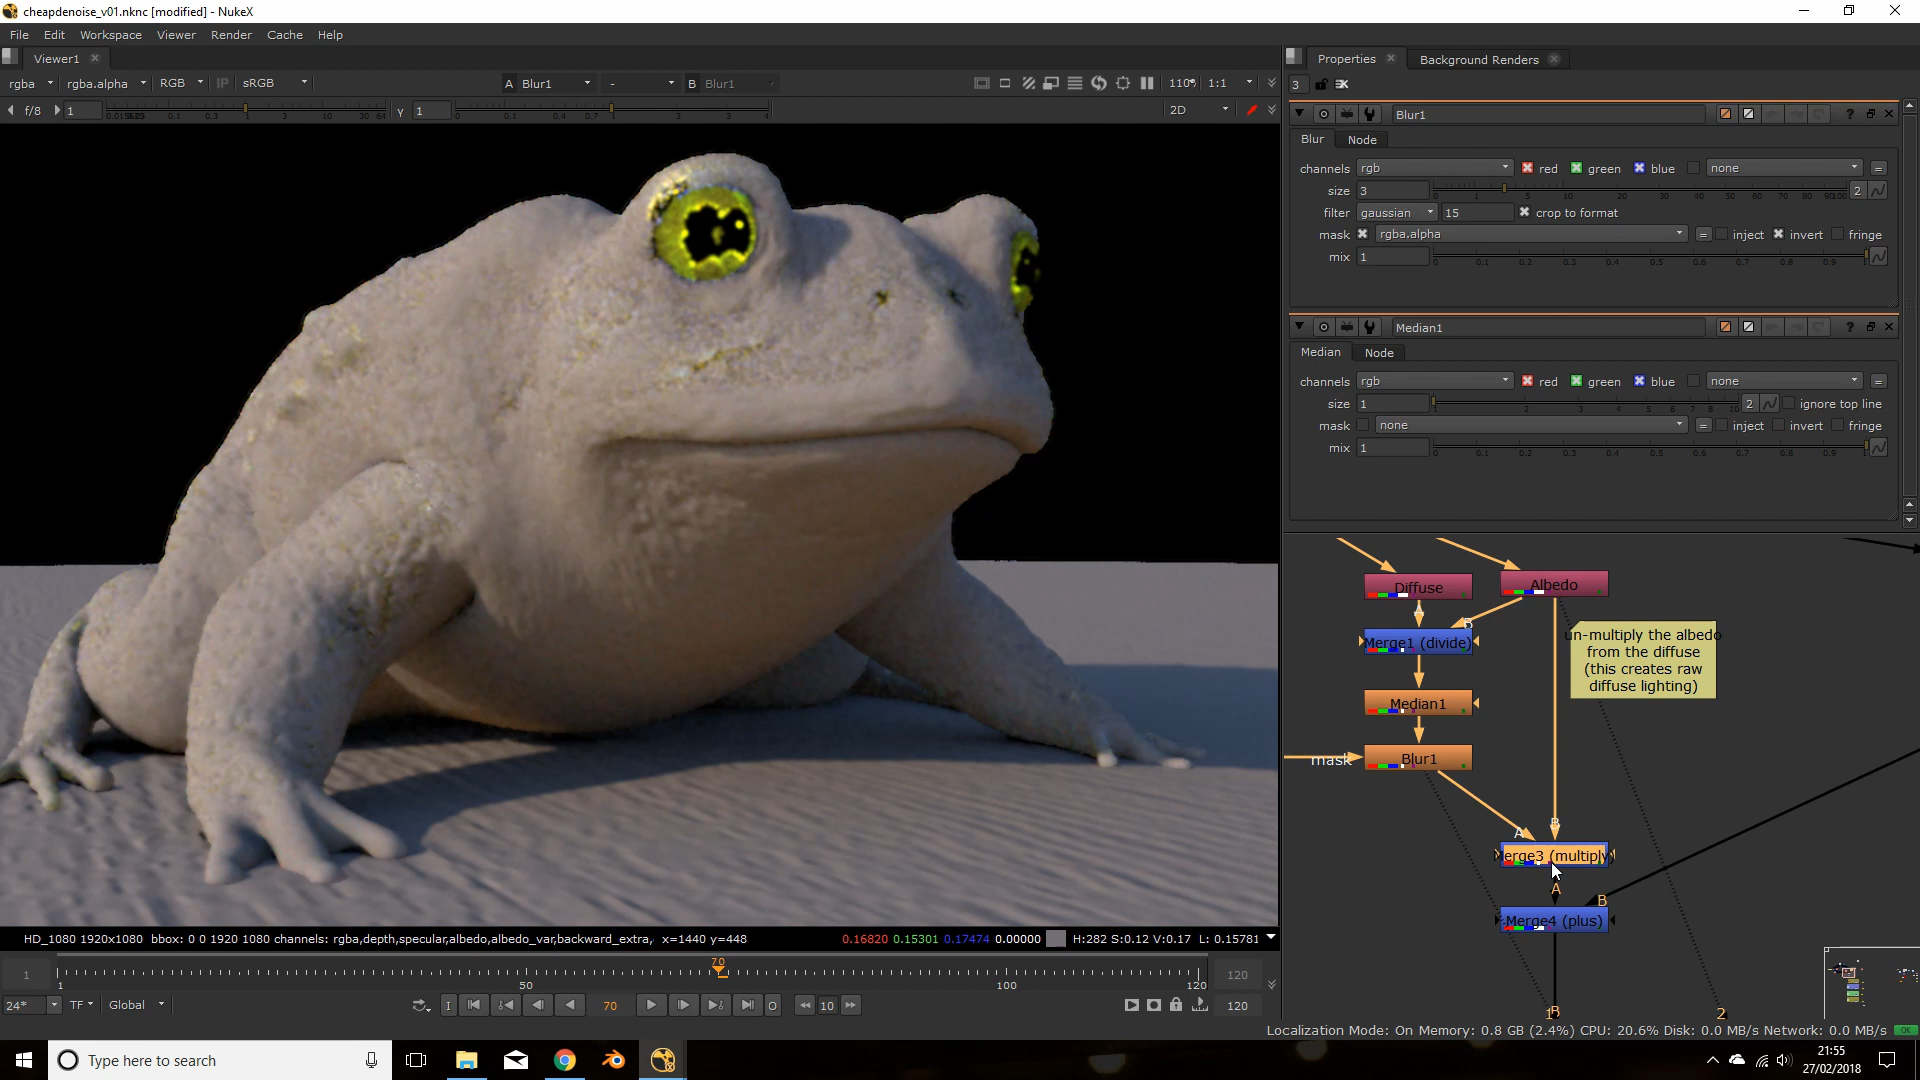 cheapdenoise_v01.nknc [modified] - NukeX
File Edit Workspace Viewer Render Cache Help
Viewer1
rgba rgba.alpha RGB IP sRGB A Blur1 - B Blur1 110% 1:1
f/8 1 y 1 2D
HD_1080 1920x1080 bbox: 0 0 1920 1080 channels: rgba,depth,specular,albedo,albedo_var,backward_extra, x=1440 y=448 0.16820 0.15301 0.17474 0.00000 H:282 S:0.12 V:0.17 L: 0.15781
1 70 120
1 50 100 120
24* TF Global I 70 O 10 120
Properties Background Renders
3
Blur1
Blur Node
channels rgb red green blue none =
size 3 2
filter gaussian 15 crop to format
mask rgba.alpha = inject invert fringe
mix 1
Median1
Median Node
channels rgb red green blue none =
size 1 2 ignore top line
mask none = inject invert fringe
mix 1
Diffuse
Albedo
A
B
Merge1 (divide)
un-multiply the albedo
from the diffuse
(this creates raw
diffuse lighting)
Median1
mask
Blur1
A
B
Merge3 (multiply)
A
B
Merge4 (plus)
1
B
2
Localization Mode: On Memory: 0.8 GB (2.4%) CPU: 20.6% Disk: 0.0 MB/s Network: 0.0 MB/s OK
Type here to search
21:55
27/02/2018